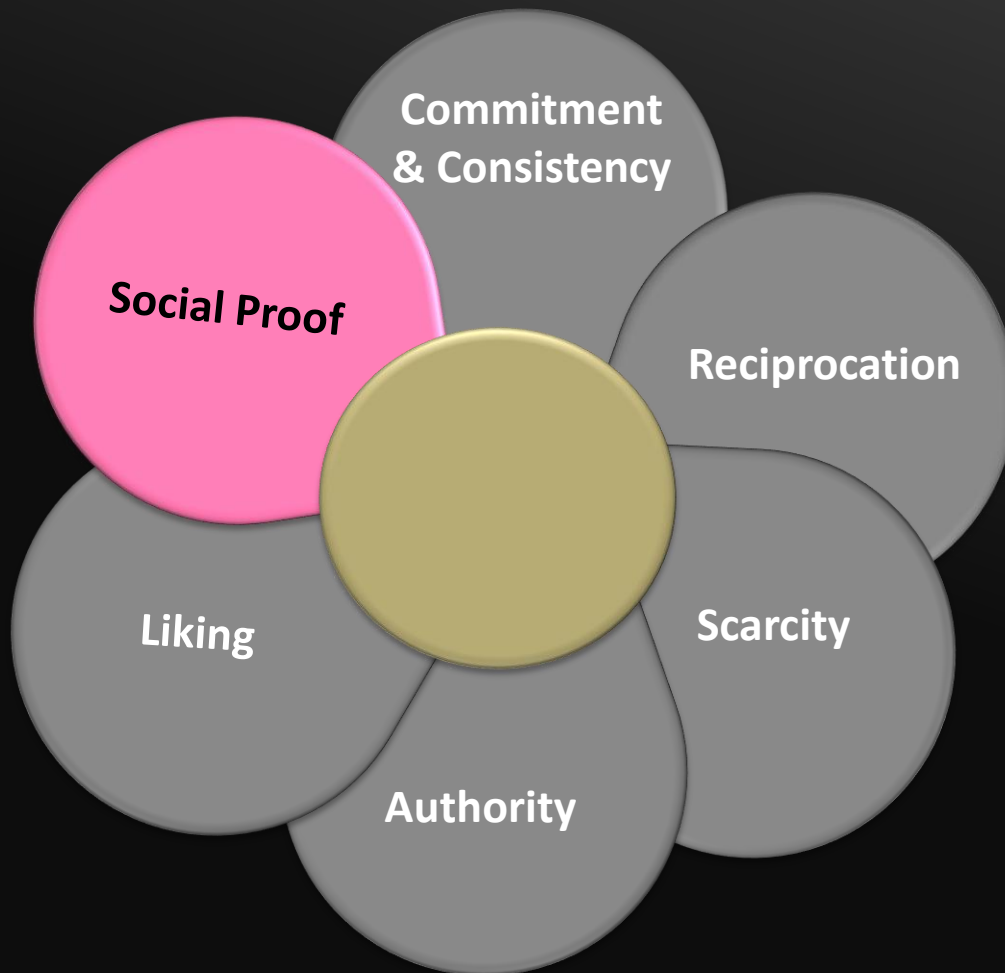 Commitment
& Consistency
Social Proof
Reciprocation
Liking
Scarcity
Authority